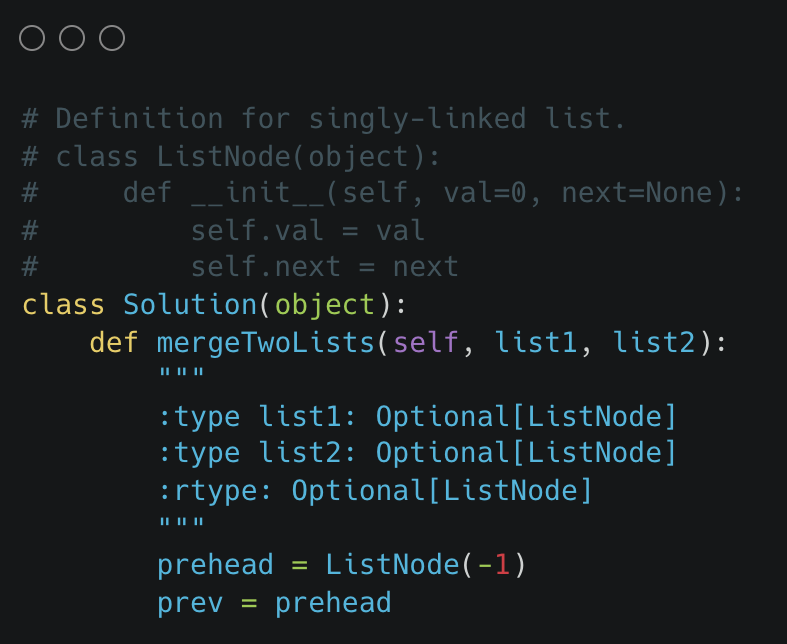 # Definition for singly-linked list.
# class ListNode(object):
#     def __init__(self, val=0, next=None):
#         self.val = val
#         self.next = next
class Solution(object):
    def mergeTwoLists(self, list1, list2):
        """
        :type list1: Optional[ListNode]
        :type list2: Optional[ListNode]
        :rtype: Optional[ListNode]
        """
        prehead = ListNode(-1)
        prev = prehead